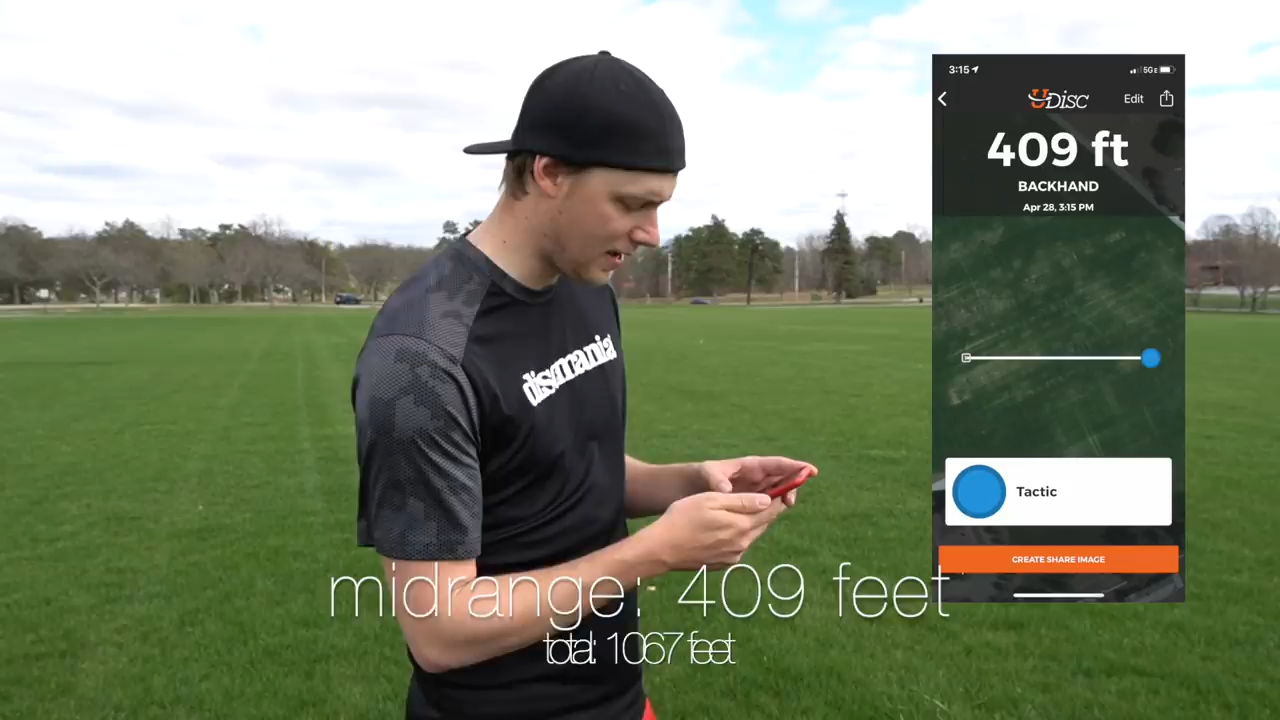 discmania
3:15
5G E
UDisc
Edit
409 ft
BACKHAND
Apr 28, 3:15 PM
Tactic
CREATE SHARE IMAGE
midrange: 409 feet
total: 1067 feet